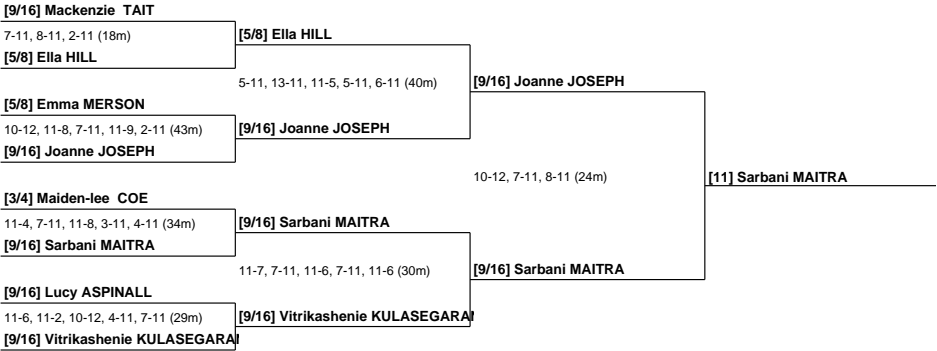 [9/16] Mackenzie TAIT
7-11, 8-11, 2-11 (18m)
[5/8] Ella HILL
[5/8] Ella HILL
5-11, 13-11, 11-5, 5-11, 6-11 (40m)
[9/16] Joanne JOSEPH
[5/8] Emma MERSON
10-12, 11-8, 7-11, 11-9, 2-11 (43m)
[9/16] Joanne JOSEPH
[9/16] Joanne JOSEPH
10-12, 7-11, 8-11 (24m)
[11] Sarbani MAITRA
[3/4] Maiden-lee COE
11-4, 7-11, 11-8, 3-11, 4-11 (34m)
[9/16] Sarbani MAITRA
[9/16] Sarbani MAITRA
11-7, 7-11, 11-6, 7-11, 11-6 (30m)
[9/16] Sarbani MAITRA
[9/16] Lucy ASPINALL
11-6, 11-2, 10-12, 4-11, 7-11 (29m)
[9/16] Vitrikashenie KULASEGARAN
[9/16] Vitrikashenie KULASEGARAN